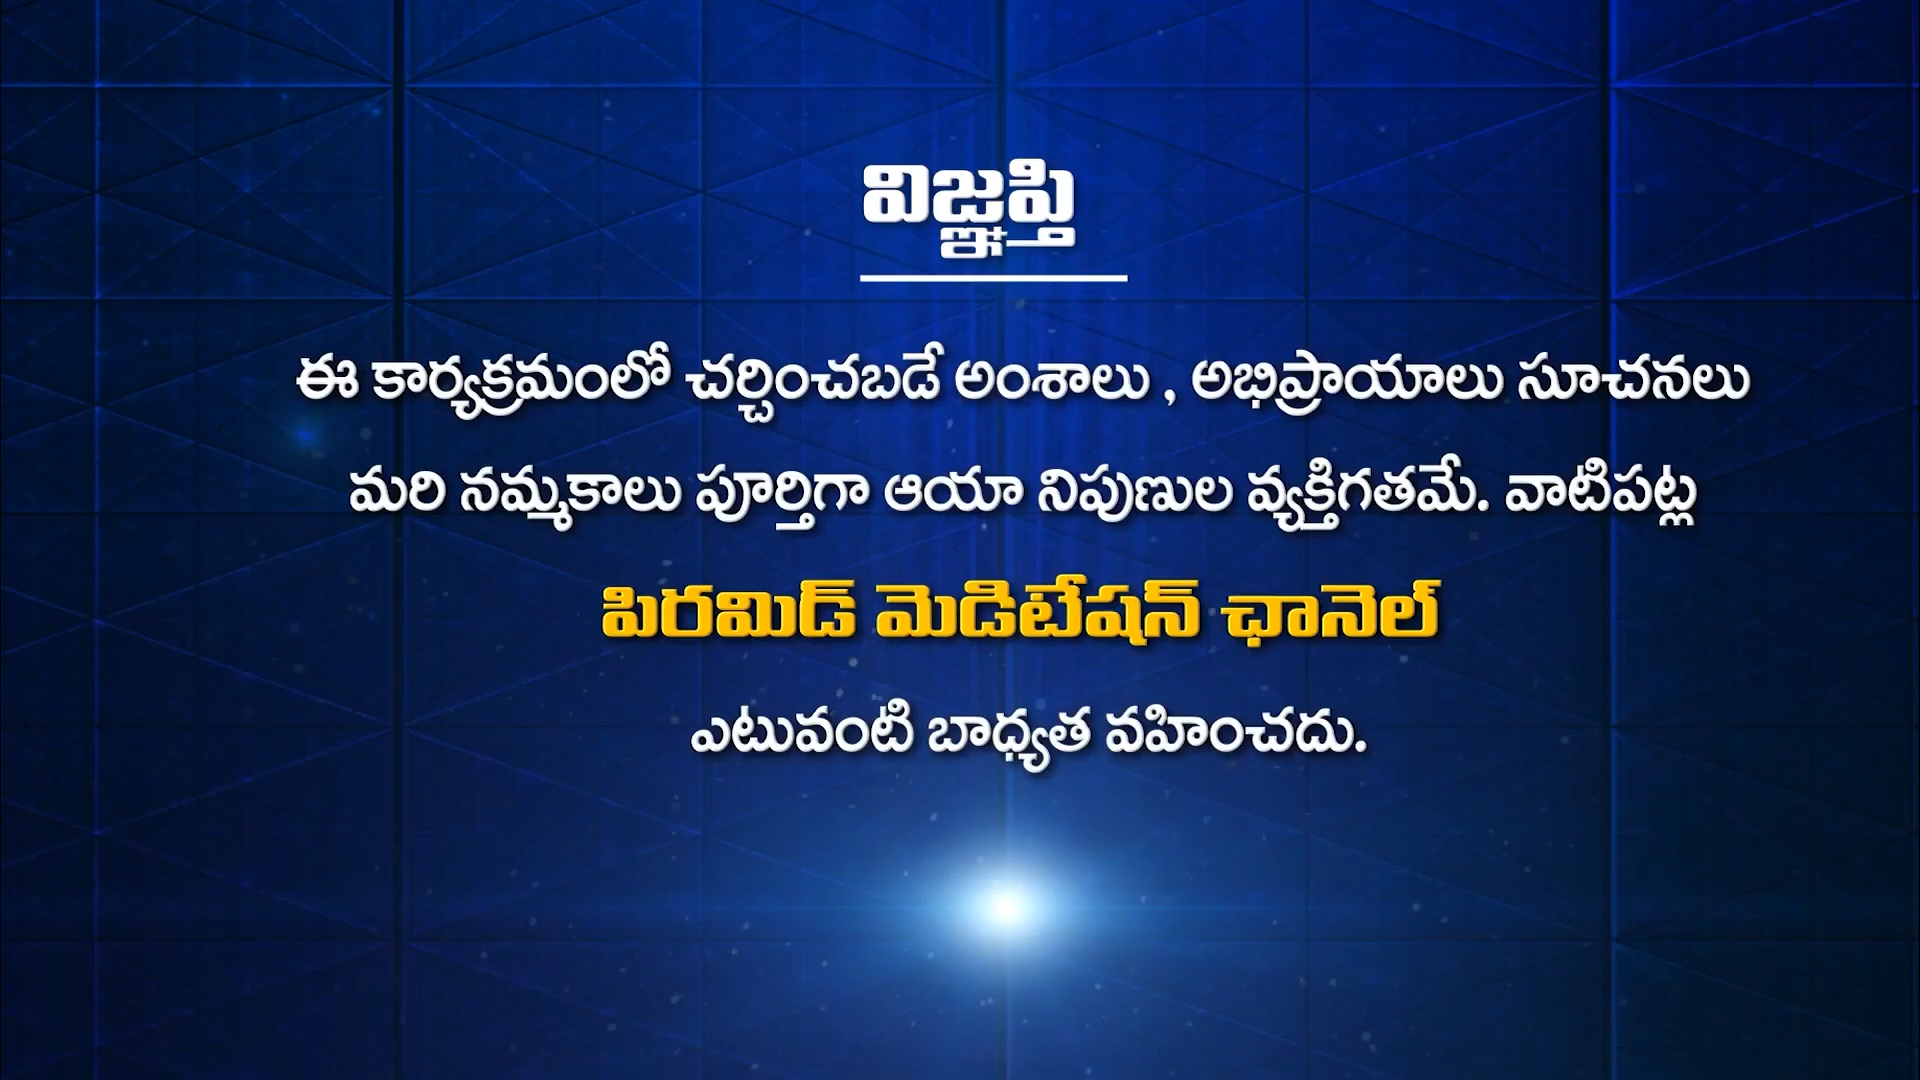 విజ్ఞప్తి
ఈ కార్యక్రమంలో చర్చించబడే అంశాలు , అభిప్రాయాలు సూచనలు
మరి నమ్మకాలు పూర్తిగా ఆయా నిపుణుల వ్యక్తిగతమే. వాటిపట్ల
పిరమిడ్ మెడిటేషన్ ఛానెల్
ఎటువంటి బాధ్యత వహించదు.